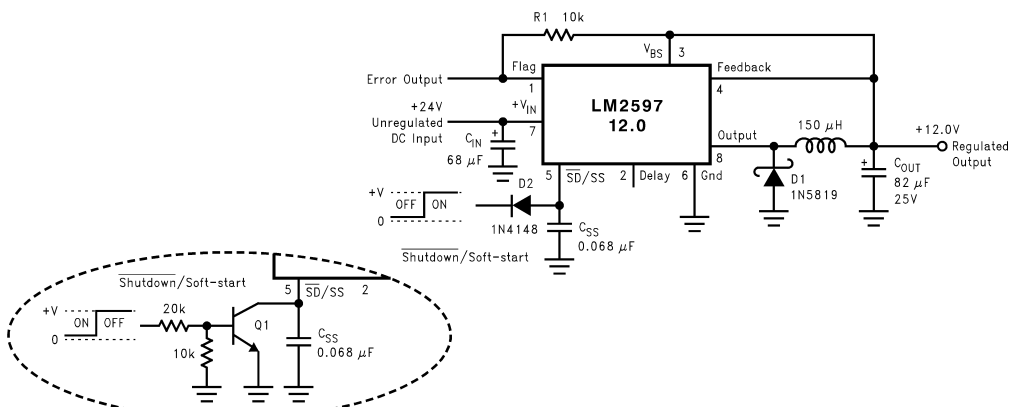 R1 10k
VBS 3
Flag
1
Feedback
4
Error Output
LM2597
12.0
+24V
Unregulated
DC Input
+VIN
7
CIN
68 μF
+
Output
8
150 μH
+12.0V
Regulated
Output
+
COUT
82 μF
25V
D1
1N5819
5 SD/SS
2 Delay
6 Gnd
+V
OFF ON
0
D2
1N4148
CSS
0.068 μF
Shutdown/Soft-start
Shutdown/Soft-start
5 SD/SS 2
+V
ON OFF
0
20k
10k
Q1
CSS
0.068 μF